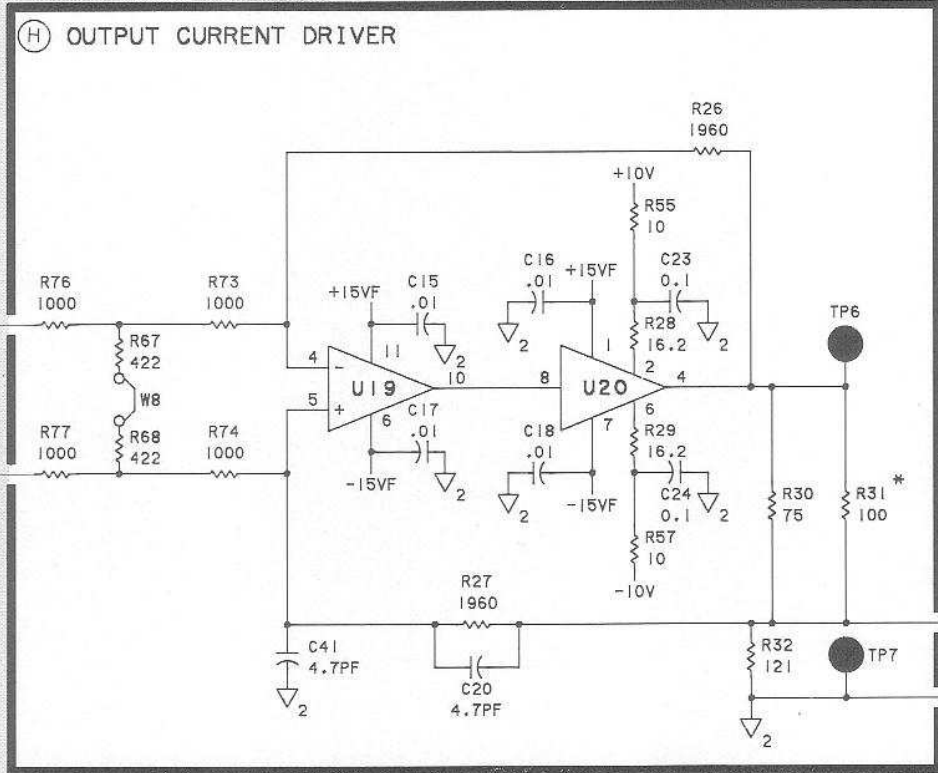 H OUTPUT CURRENT DRIVER
R26
1960
+10V
R55
10
C23
0.1
C16
.01
+15VF
C15
.01
+15VF
R76
1000
R73
1000
R67
422
W8
R68
422
R77
1000
R74
1000
2
2
2
R28
16.2
TP6
4
-
11
U19
10
5
+
6
8
1
U20
2
4
7
6
C17
.01
-15VF
2
C18
.01
-15VF
2
R29
16.2
C24
0.1
2
R57
10
-10V
R30
75
R31
100
*
R27
1960
C20
4.7PF
C41
4.7PF
2
R32
121
TP7
2